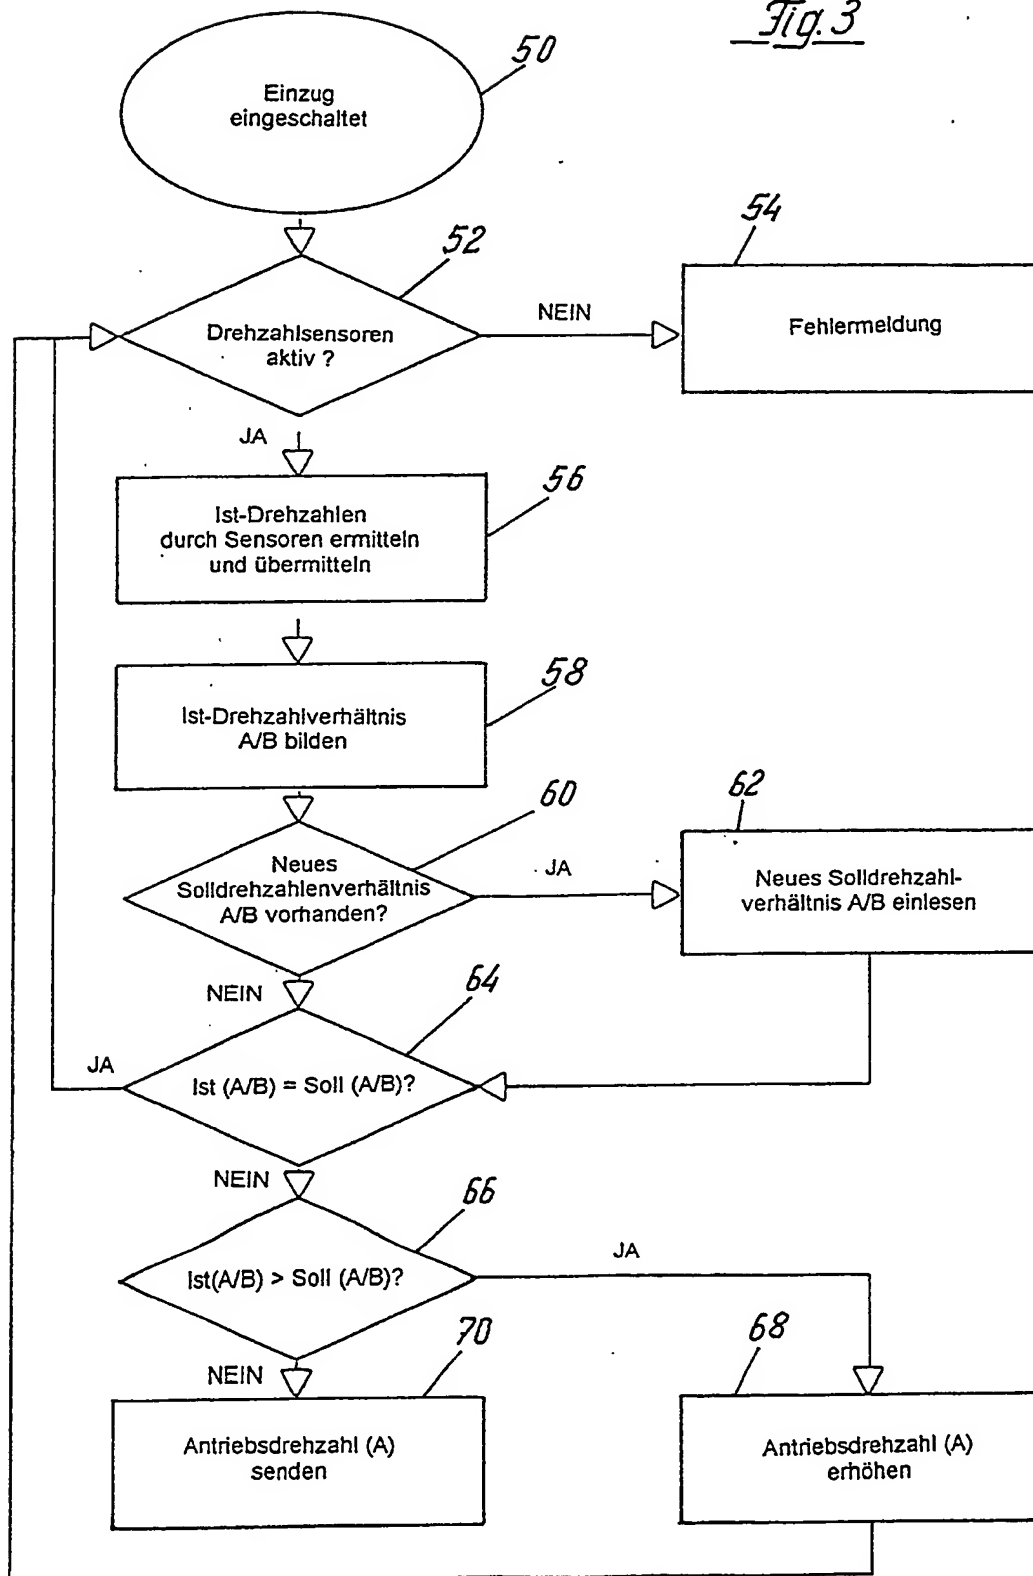 Fig. 3
50
Einzug
eingeschaltet
52
54
Drehzahlsensoren
aktiv ?
NEIN
Fehlermeldung
JA
56
Ist-Drehzahlen
durch Sensoren ermitteln
und übermitteln
58
Ist-Drehzahlverhältnis
A/B bilden
60
62
Neues
Solldrehzahlenverhältnis
A/B vorhanden?
JA
Neues Solldrehzahl-
verhältnis A/B einlesen
NEIN
64
JA
Ist (A/B) = Soll (A/B)?
NEIN
66
Ist(A/B) > Soll (A/B)?
JA
NEIN
70
68
Antriebsdrehzahl (A)
senden
Antriebsdrehzahl (A)
erhöhen